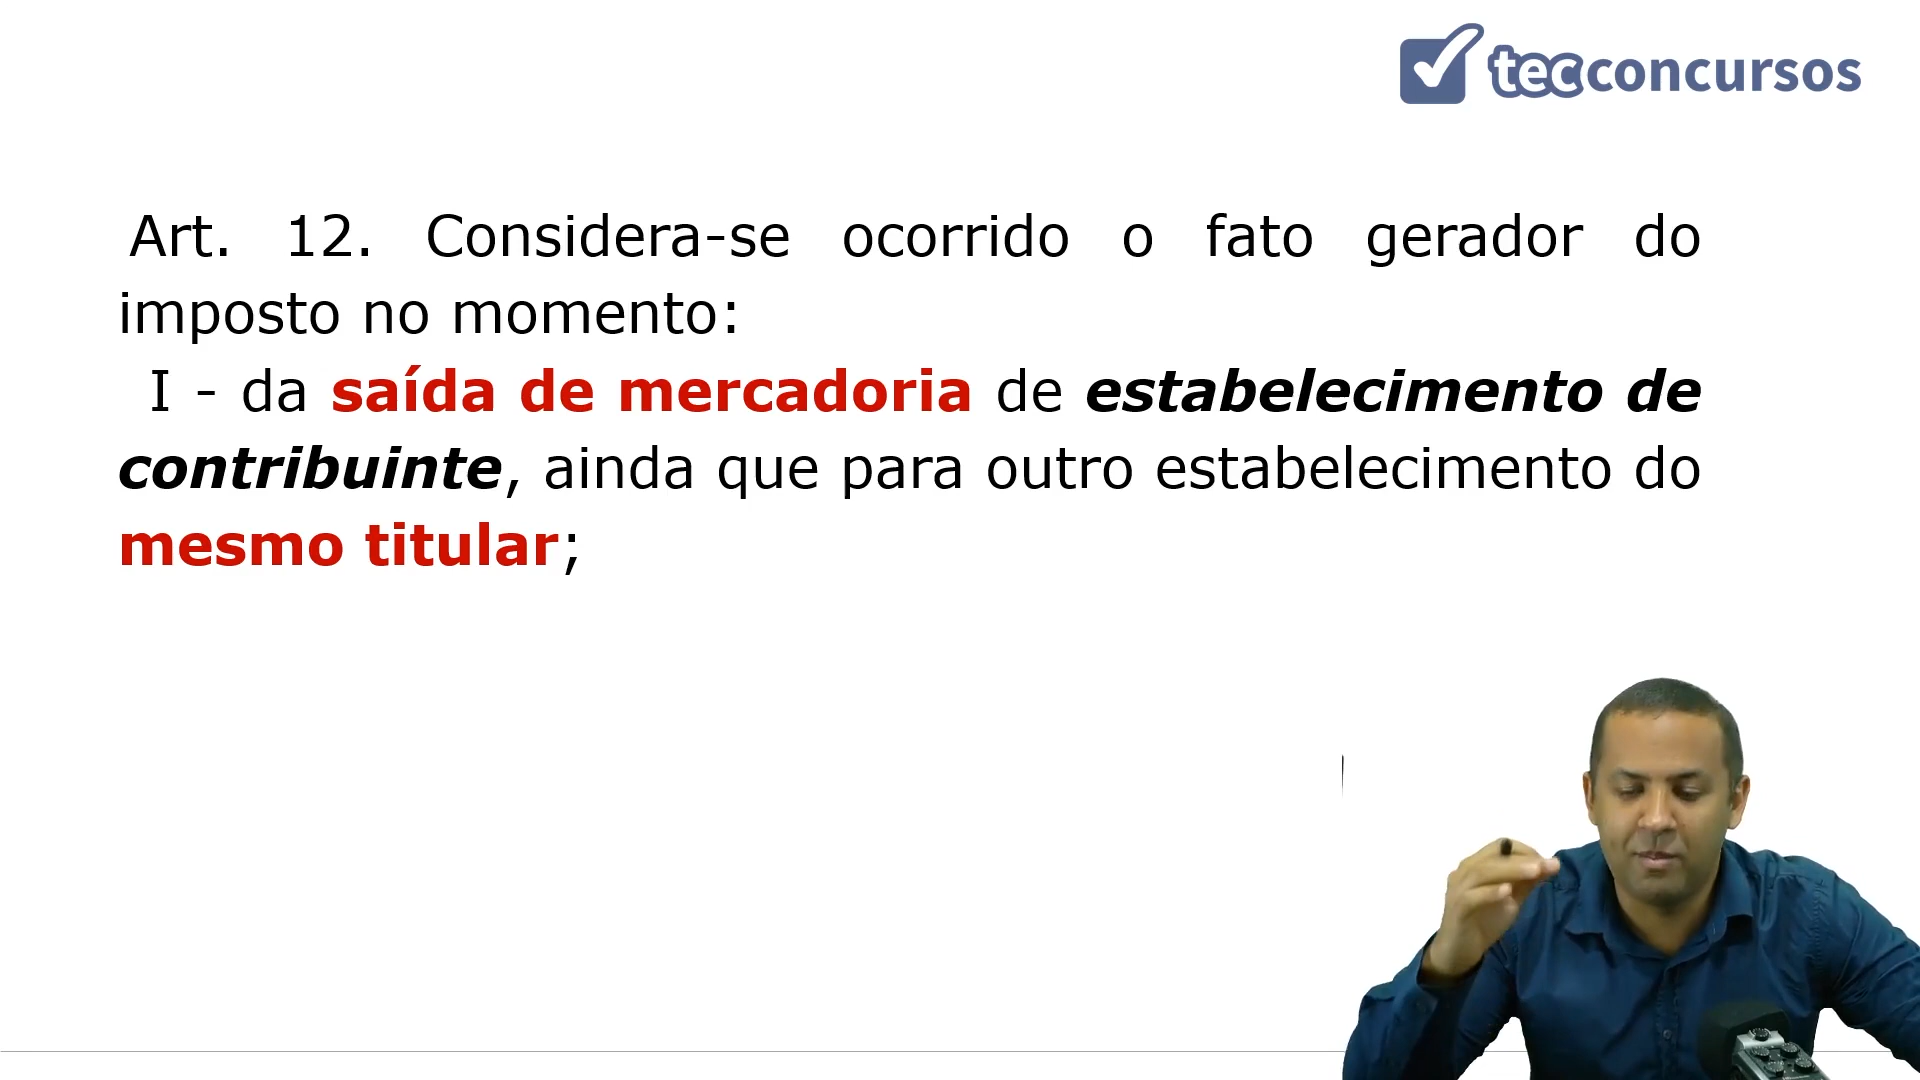 tecconcursos
Art. 12. Considera-se ocorrido o fato gerador do
imposto no momento:
I - da saída de mercadoria de estabelecimento de
contribuinte, ainda que para outro estabelecimento do
mesmo titular;